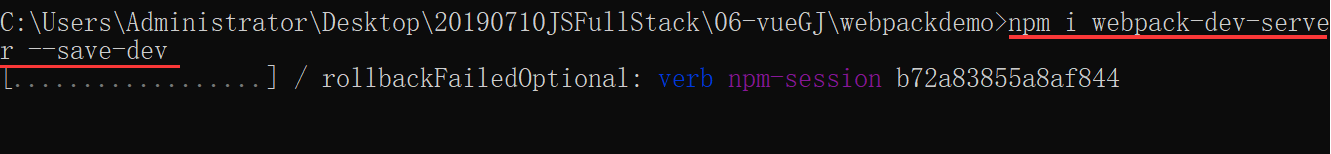 C:\Users\Administrator\Desktop\20190710JSFullStack\06-vueGJ\webpackdemo>npm i webpack-dev-serve
r --save-dev
[..................] / rollbackFailedOptional: verb npm-session b72a83855a8af844